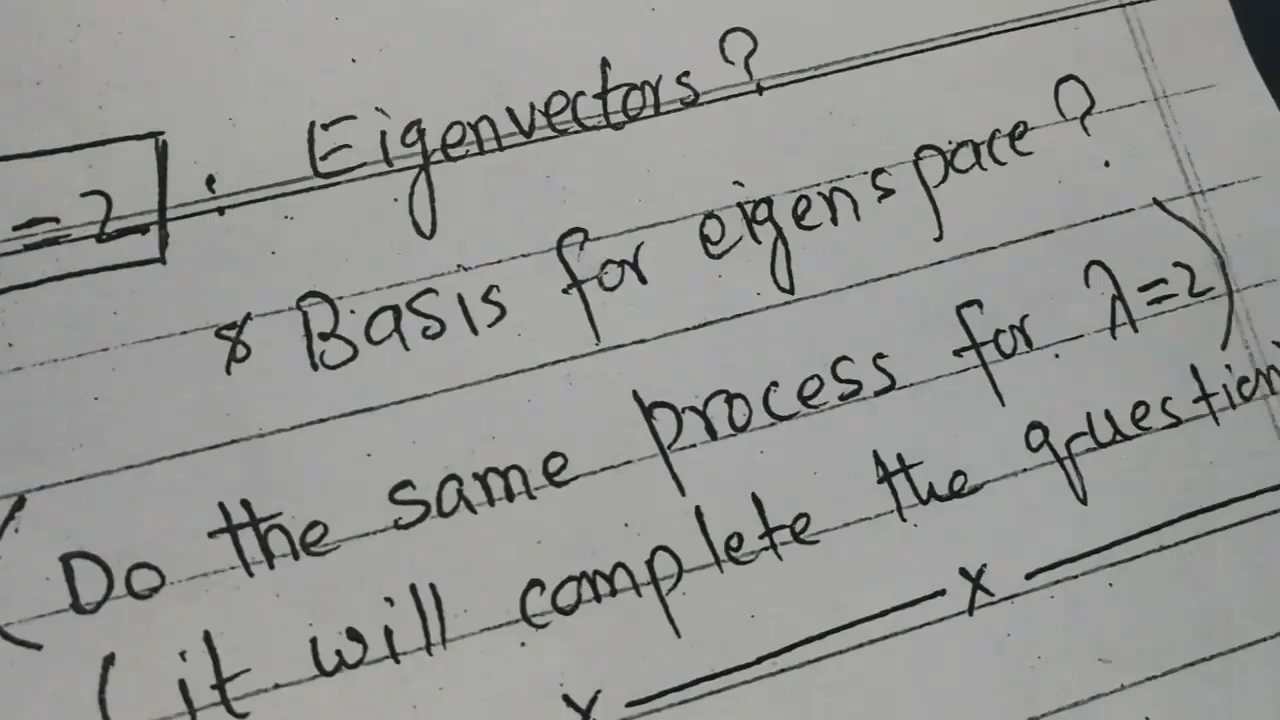 =2 : Eigenvectors?
& Basis for eigenspace?
(Do the same process for λ=2)
(it will complete the question
x x